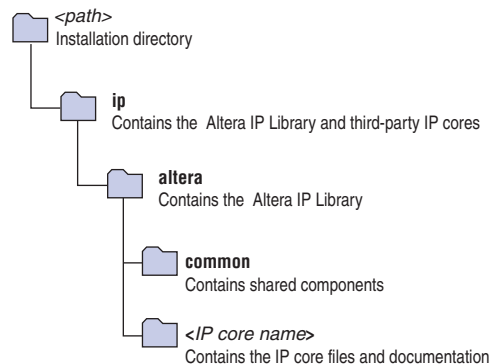 <path>
Installation directory
ip
Contains the Altera IP Library and third-party IP cores
altera
Contains the Altera IP Library
common
Contains shared components
<IP core name>
Contains the IP core files and documentation